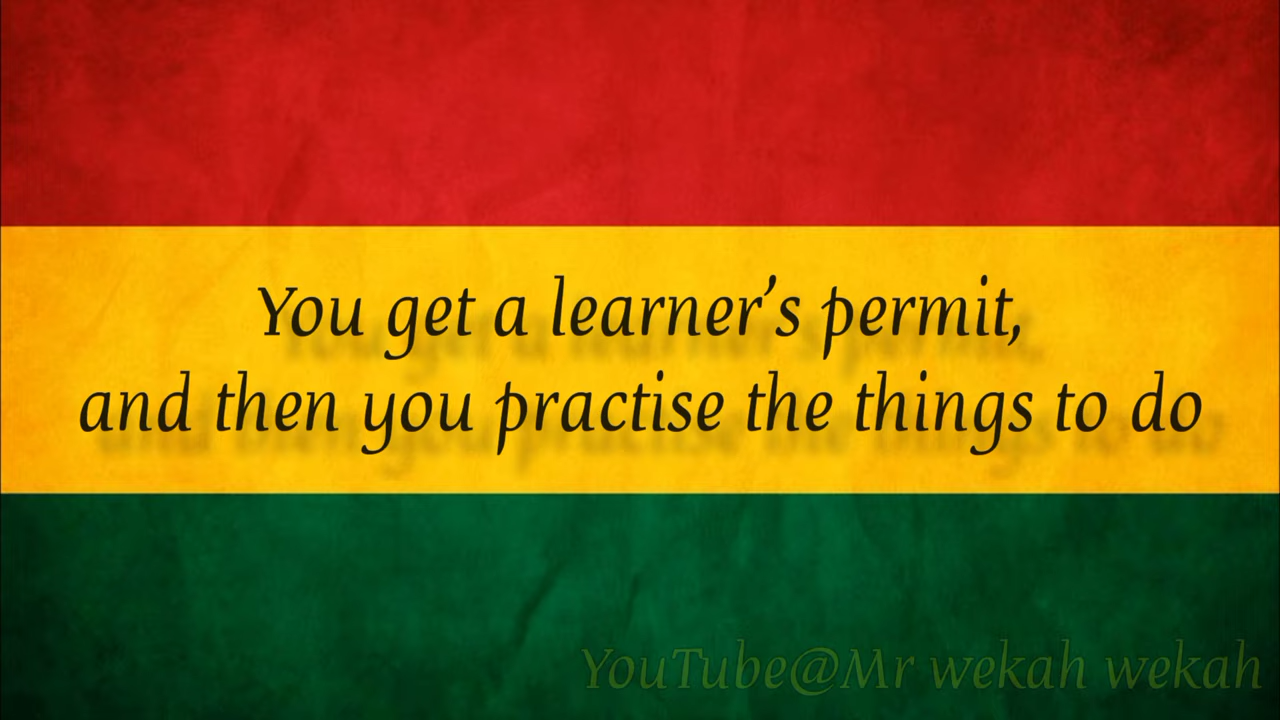 You get a learner’s permit,
and then you practise the things to do
YouTube@Mr wekah wekah